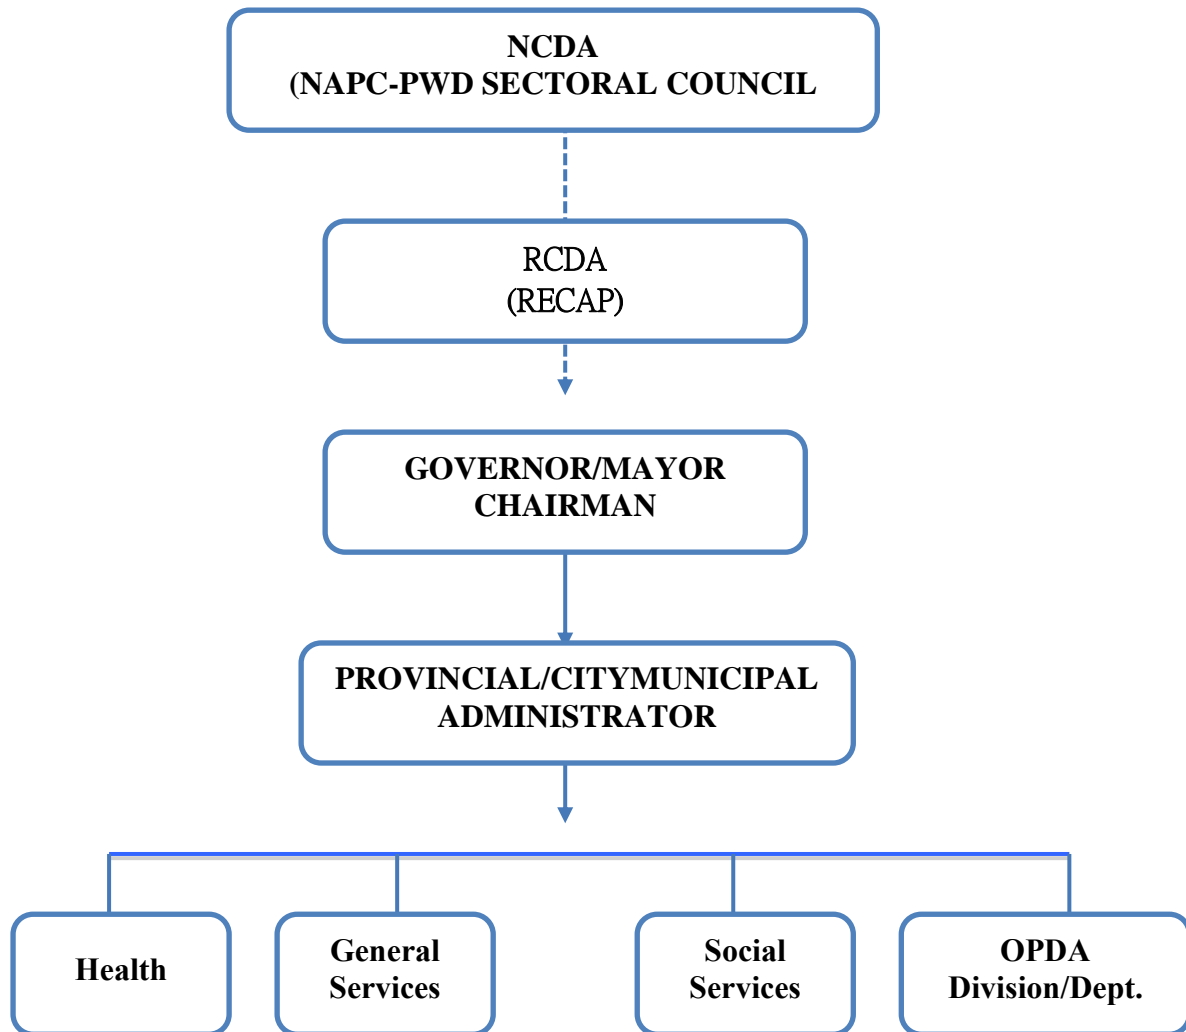 NCDA
(NAPC-PWD SECTORAL COUNCIL
RCDA
(RECAP)
GOVERNOR/MAYOR
CHAIRMAN
PROVINCIAL/CITYMUNICIPAL
ADMINISTRATOR
Health
General
Services
Social
Services
OPDA
Division/Dept.